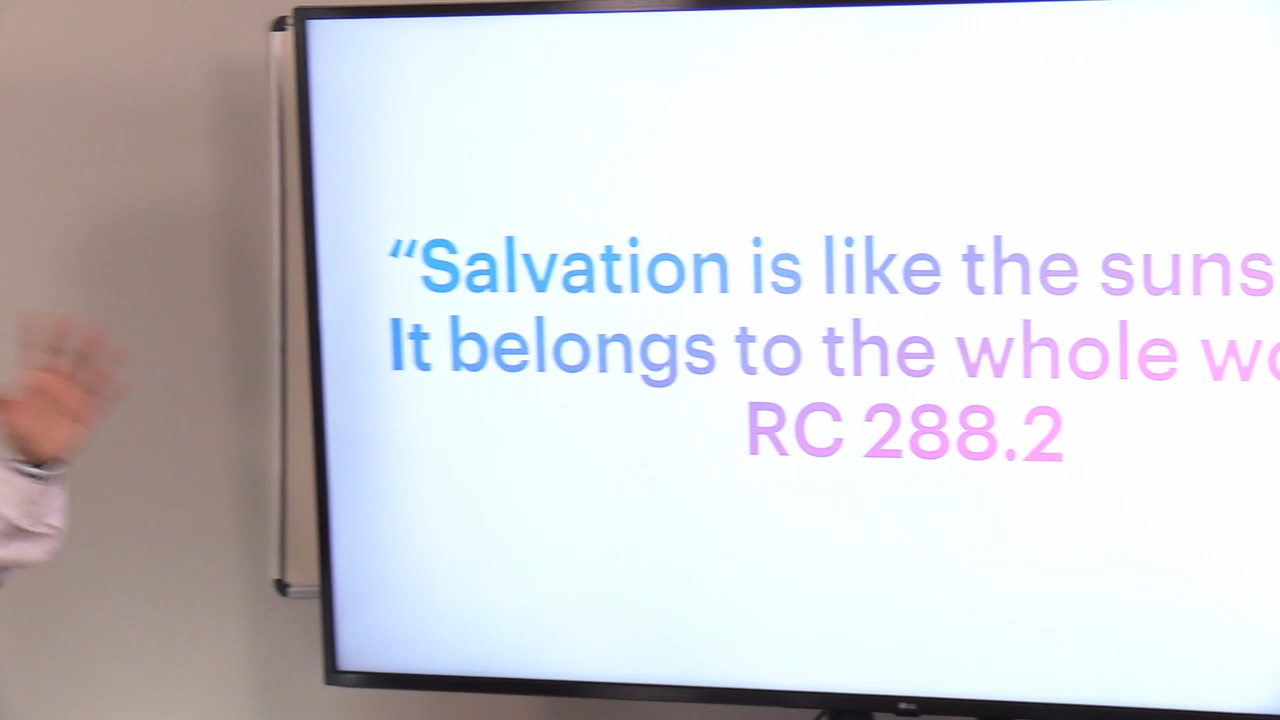 “Salvation is like the suns
It belongs to the whole wo
RC 288.2